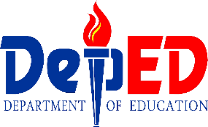 DepED
DEPARTMENT OF EDUCATION